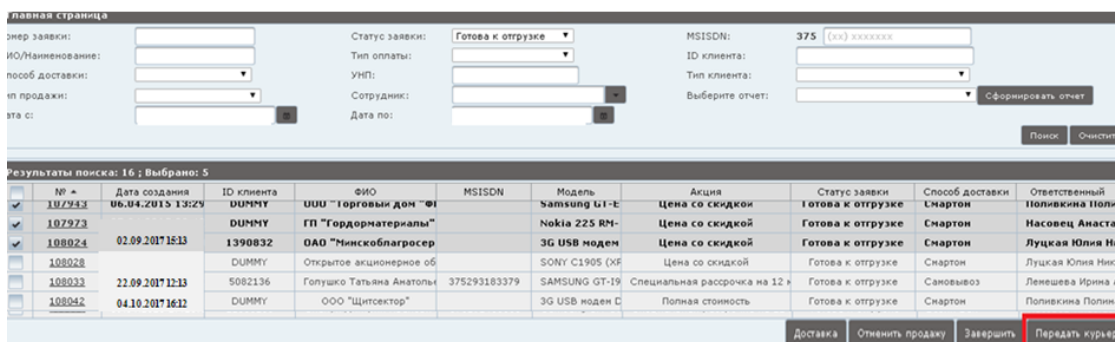 лавная страница
омер заявки: Статус заявки: Готова к отгрузке MSISDN: 375 (xx) xxxxxxx
ИО/Наименование: Тип оплаты: ID клиента:
пособ доставки: УНП: Тип клиента:
ип продажи: Сотрудник: Выберите отчет: Сформировать отчет
ата с: Дата по:
Поиск Очистит
Результаты поиска: 16 ; Выбрано: 5
№ Дата создания ID клиента ФИО MSISDN Модель Акция Статус заявки Способ доставки Ответственный
107943 06.04.2015 13:29 DUMMY ООО "Торговый дом "Ф Samsung GT-E Цена со скидкой Готова к отгрузке Смартон Поливкина Поли
107973 DUMMY ГП "Гордорматериалы" Nokia 225 RM- Цена со скидкой Готова к отгрузке Смартон Насовец Анаста
108024 02.09.2017 15:13 1390832 ОАО "Минскоблагросер 3G USB модем Цена со скидкой Готова к отгрузке Смартон Луцкая Юлия Н
108028 DUMMY Открытое акционерное об SONY C1905 (XP Цена со скидкой Готова к отгрузке Смартон Луцкая Юлия Ник
108033 22.09.2017 12:13 5082136 Голушко Татьяна Анатоль 375293183379 SAMSUNG GT-I9 Специальная рассрочка на 12 Готова к отгрузке Самовывоз Ленешева Ирина
108042 04.10.2017 16:12 DUMMY ООО "Щитсектор" 3G USB модем D Полная стоимость Готова к отгрузке Смартон Поливкина Полин
Доставка Отменить продажу Завершить Передать курьер